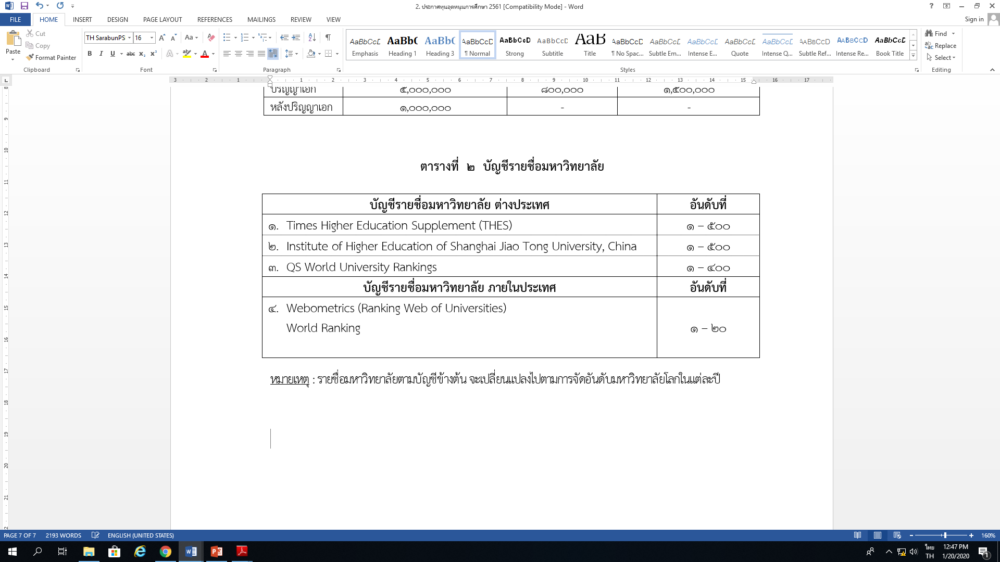 2. ประกาศทุนอุดหนุนการศึกษา 2561 [Compatibility Mode] - Word
FILE HOME INSERT DESIGN PAGE LAYOUT REFERENCES MAILINGS REVIEW VIEW Sign in
Paste Cut Copy Format Painter Clipboard
TH SarabunPS 16 Font
Paragraph
AaBbCcD Emphasis
AaBbC Heading 1
AaBbC Heading 3
AaBbCcD ¶ Normal
AaBbCcD Strong
AaBbCcD Subtitle
AaB Title
AaBbCcD ¶ No Spac...
AaBbCcD Subtle Em...
AaBbCcD Intense E...
AaBbCcD Quote
AaBbCcD Intense Q...
AaBbCcD Subtle Ref...
AaBbCcD Intense Re...
AaBbCcD Book Title
Styles
Find Replace Select Editing
3 2 1 1 2 3 4 5 6 7 8 9 10 11 12 13 14 15 16 17
ปริญญาเอก ๕,๐๐๐,๐๐๐ ๘๐๐,๐๐๐ ๑,๕๐๐,๐๐๐
หลังปริญญาเอก ๑,๐๐๐,๐๐๐ - -
ตารางที่ ๒ บัญชีรายชื่อมหาวิทยาลัย
บัญชีรายชื่อมหาวิทยาลัย ต่างประเทศ อันดับที่
๑. Times Higher Education Supplement (THES) ๑ – ๕๐๐
๒. Institute of Higher Education of Shanghai Jiao Tong University, China ๑ – ๕๐๐
๓. QS World University Rankings ๑ – ๔๐๐
บัญชีรายชื่อมหาวิทยาลัย ภายในประเทศ อันดับที่
๔. Webometrics (Ranking Web of Universities)
World Ranking ๑ – ๒๐
หมายเหตุ : รายชื่อมหาวิทยาลัยตามบัญชีข้างต้น จะเปลี่ยนแปลงไปตามการจัดอันดับมหาวิทยาลัยโลกในแต่ละปี
PAGE 7 OF 7 2193 WORDS ENGLISH (UNITED STATES) 160%
ไทย 12:47 PM
TH 1/20/2020 1